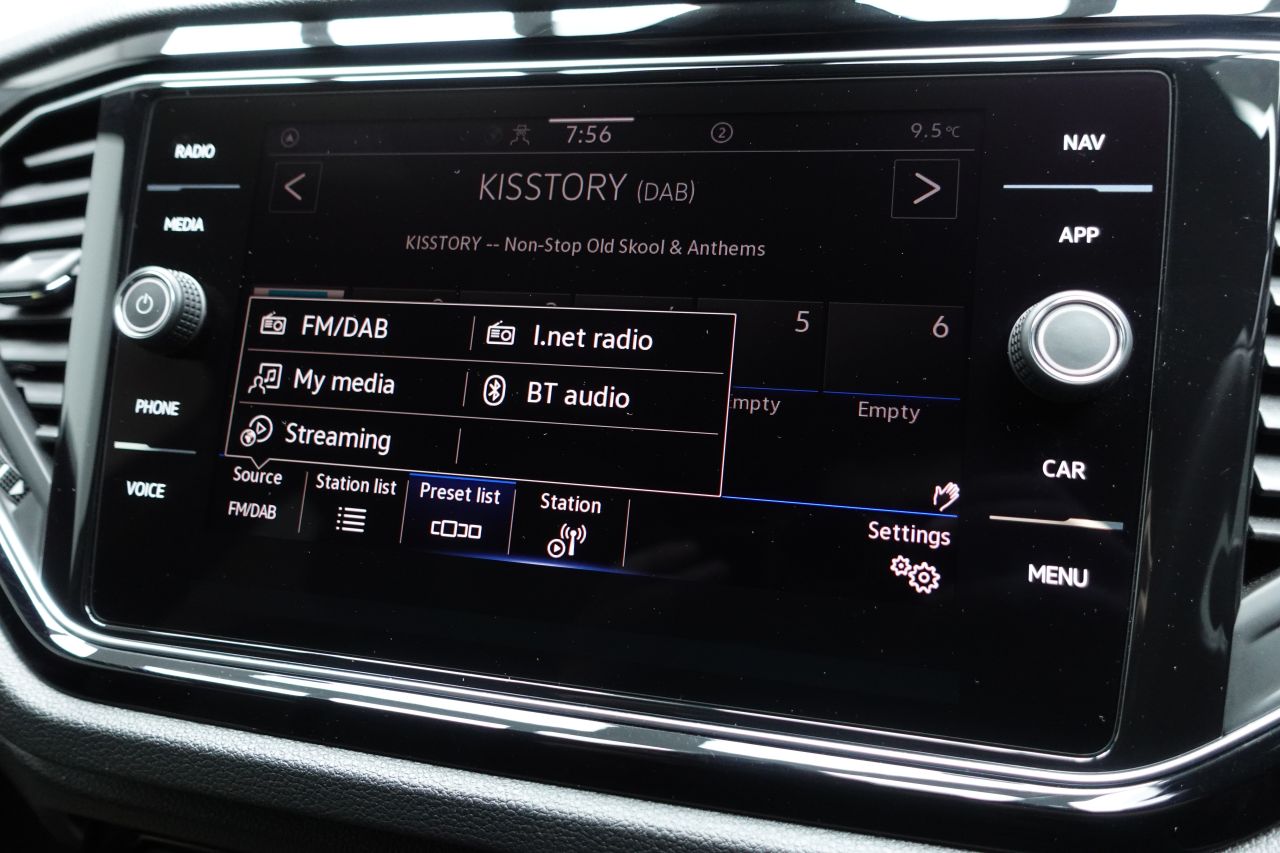 RADIO
MEDIA
PHONE
VOICE
7:56
2
9.5°C
< KISSTORY (DAB) >
KISSTORY -- Non-Stop Old Skool & Anthems
5
6
Empty
FM/DAB
I.net radio
My media
BT audio
Streaming
Source
FM/DAB
Station list
Preset list
Station
Settings
NAV
APP
CAR
MENU